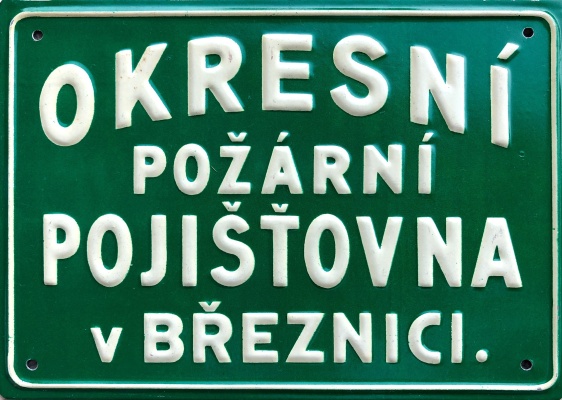 OKRESNÍ
POŽÁRNÍ
POJIŠŤOVNA
v BŘEZNICI.